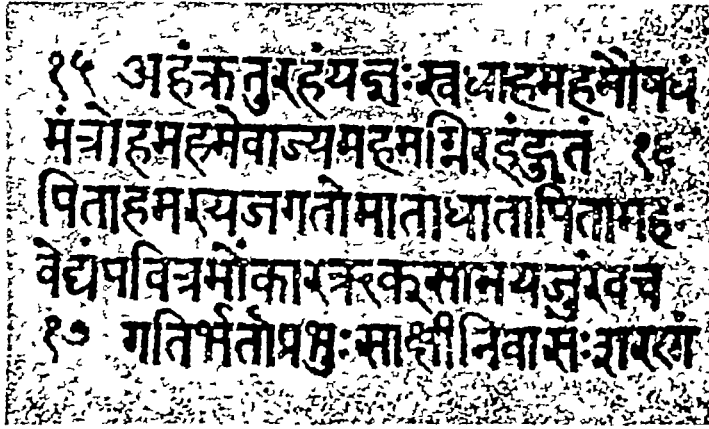 १५ अहंक्रतुरहंयज्ञःस्वधाहमहमौषधं
मंत्रोहमहमेवाज्यमहमग्निरहंहुतं १६
पिताहमस्यजगतोमाताधातापितामहः
वेद्यंपवित्रमोंकारऋक्सामयजुरेवच
१७ गतिर्भर्ताप्रभुःसाक्षीनिवासःशरणं